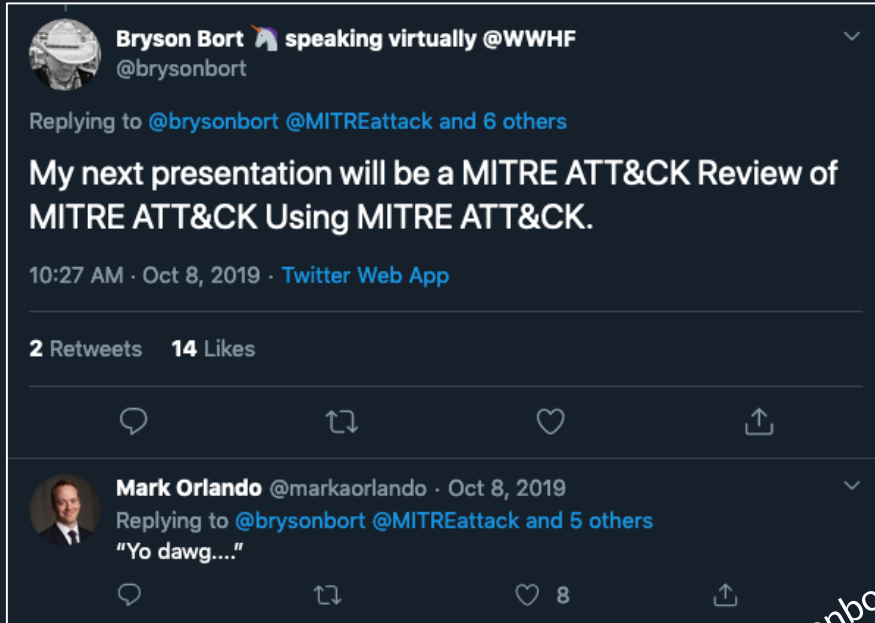 Bryson Bort 🦄 speaking virtually @WWHF
@brysonbort
Replying to @brysonbort @MITREattack and 6 others
My next presentation will be a MITRE ATT&CK Review of
MITRE ATT&CK Using MITRE ATT&CK.
10:27 AM · Oct 8, 2019 · Twitter Web App
2 Retweets 14 Likes
Mark Orlando @markaorlando · Oct 8, 2019
Replying to @brysonbort @MITREattack and 5 others
“Yo dawg....”
8